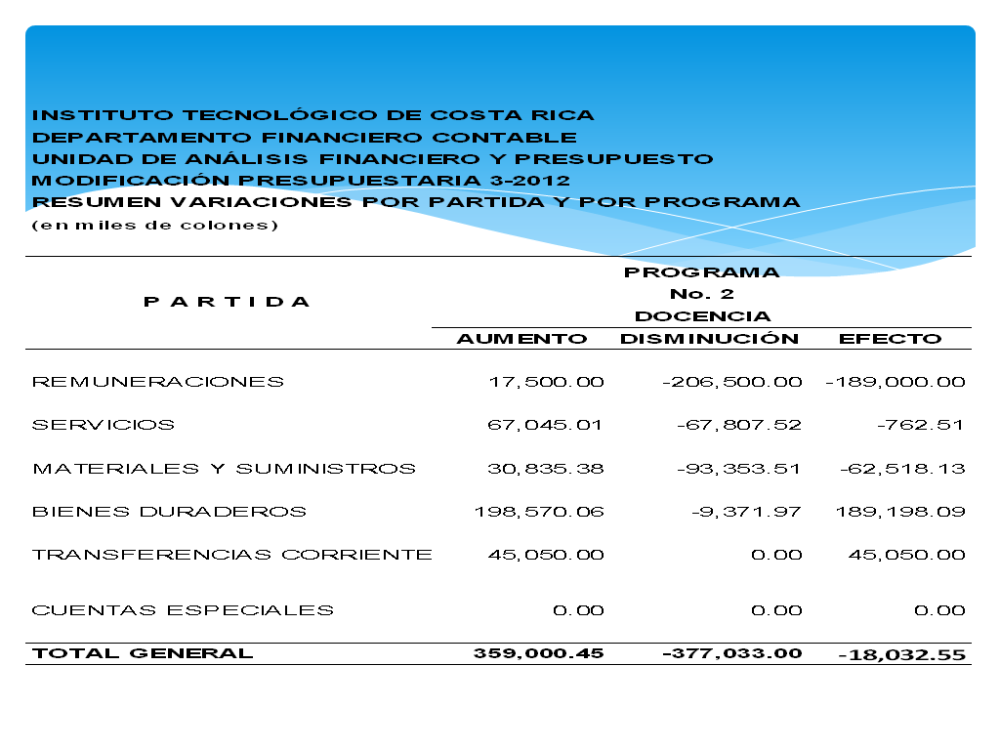 INSTITUTO TECNOLÓGICO DE COSTA RICA
DEPARTAMENTO FINANCIERO CONTABLE
UNIDAD DE ANÁLISIS FINANCIERO Y PRESUPUESTO
MODIFICACIÓN PRESUPUESTARIA 3-2012
RESUMEN VARIACIONES POR PARTIDA Y POR PROGRAMA
(en miles de colones)
PROGRAMA
No. 2
P A R T I D A
DOCENCIA
AUMENTO DISMINUCIÓN EFECTO
REMUNERACIONES 17,500.00 -206,500.00 -189,000.00
SERVICIOS 67,045.01 -67,807.52 -762.51
MATERIALES Y SUMINISTROS 30,835.38 -93,353.51 -62,518.13
BIENES DURADEROS 198,570.06 -9,371.97 189,198.09
TRANSFERENCIAS CORRIENTE 45,050.00 0.00 45,050.00
CUENTAS ESPECIALES 0.00 0.00 0.00
TOTAL GENERAL 359,000.45 -377,033.00 -18,032.55